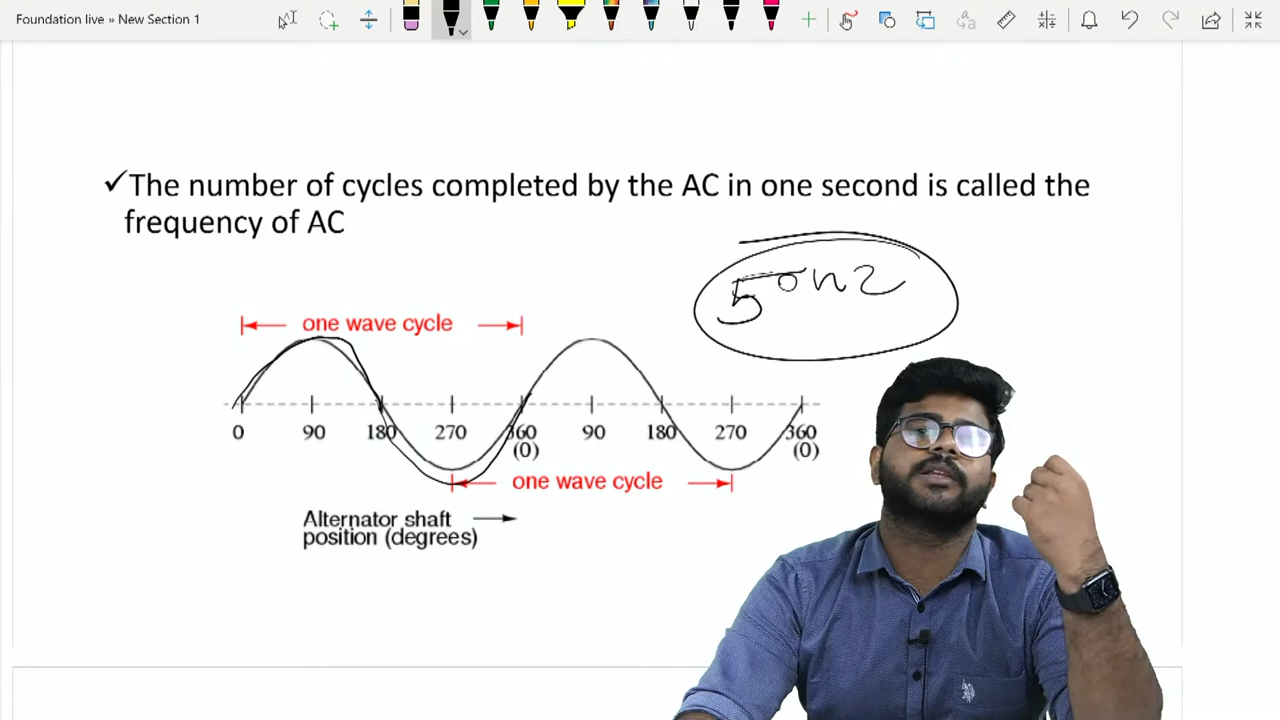 Foundation live » New Section 1
✓The number of cycles completed by the AC in one second is called the
frequency of AC
50HZ
one wave cycle
0 90 180 270 360 90 180 270 360
(0) (0)
one wave cycle
Alternator shaft
position (degrees)